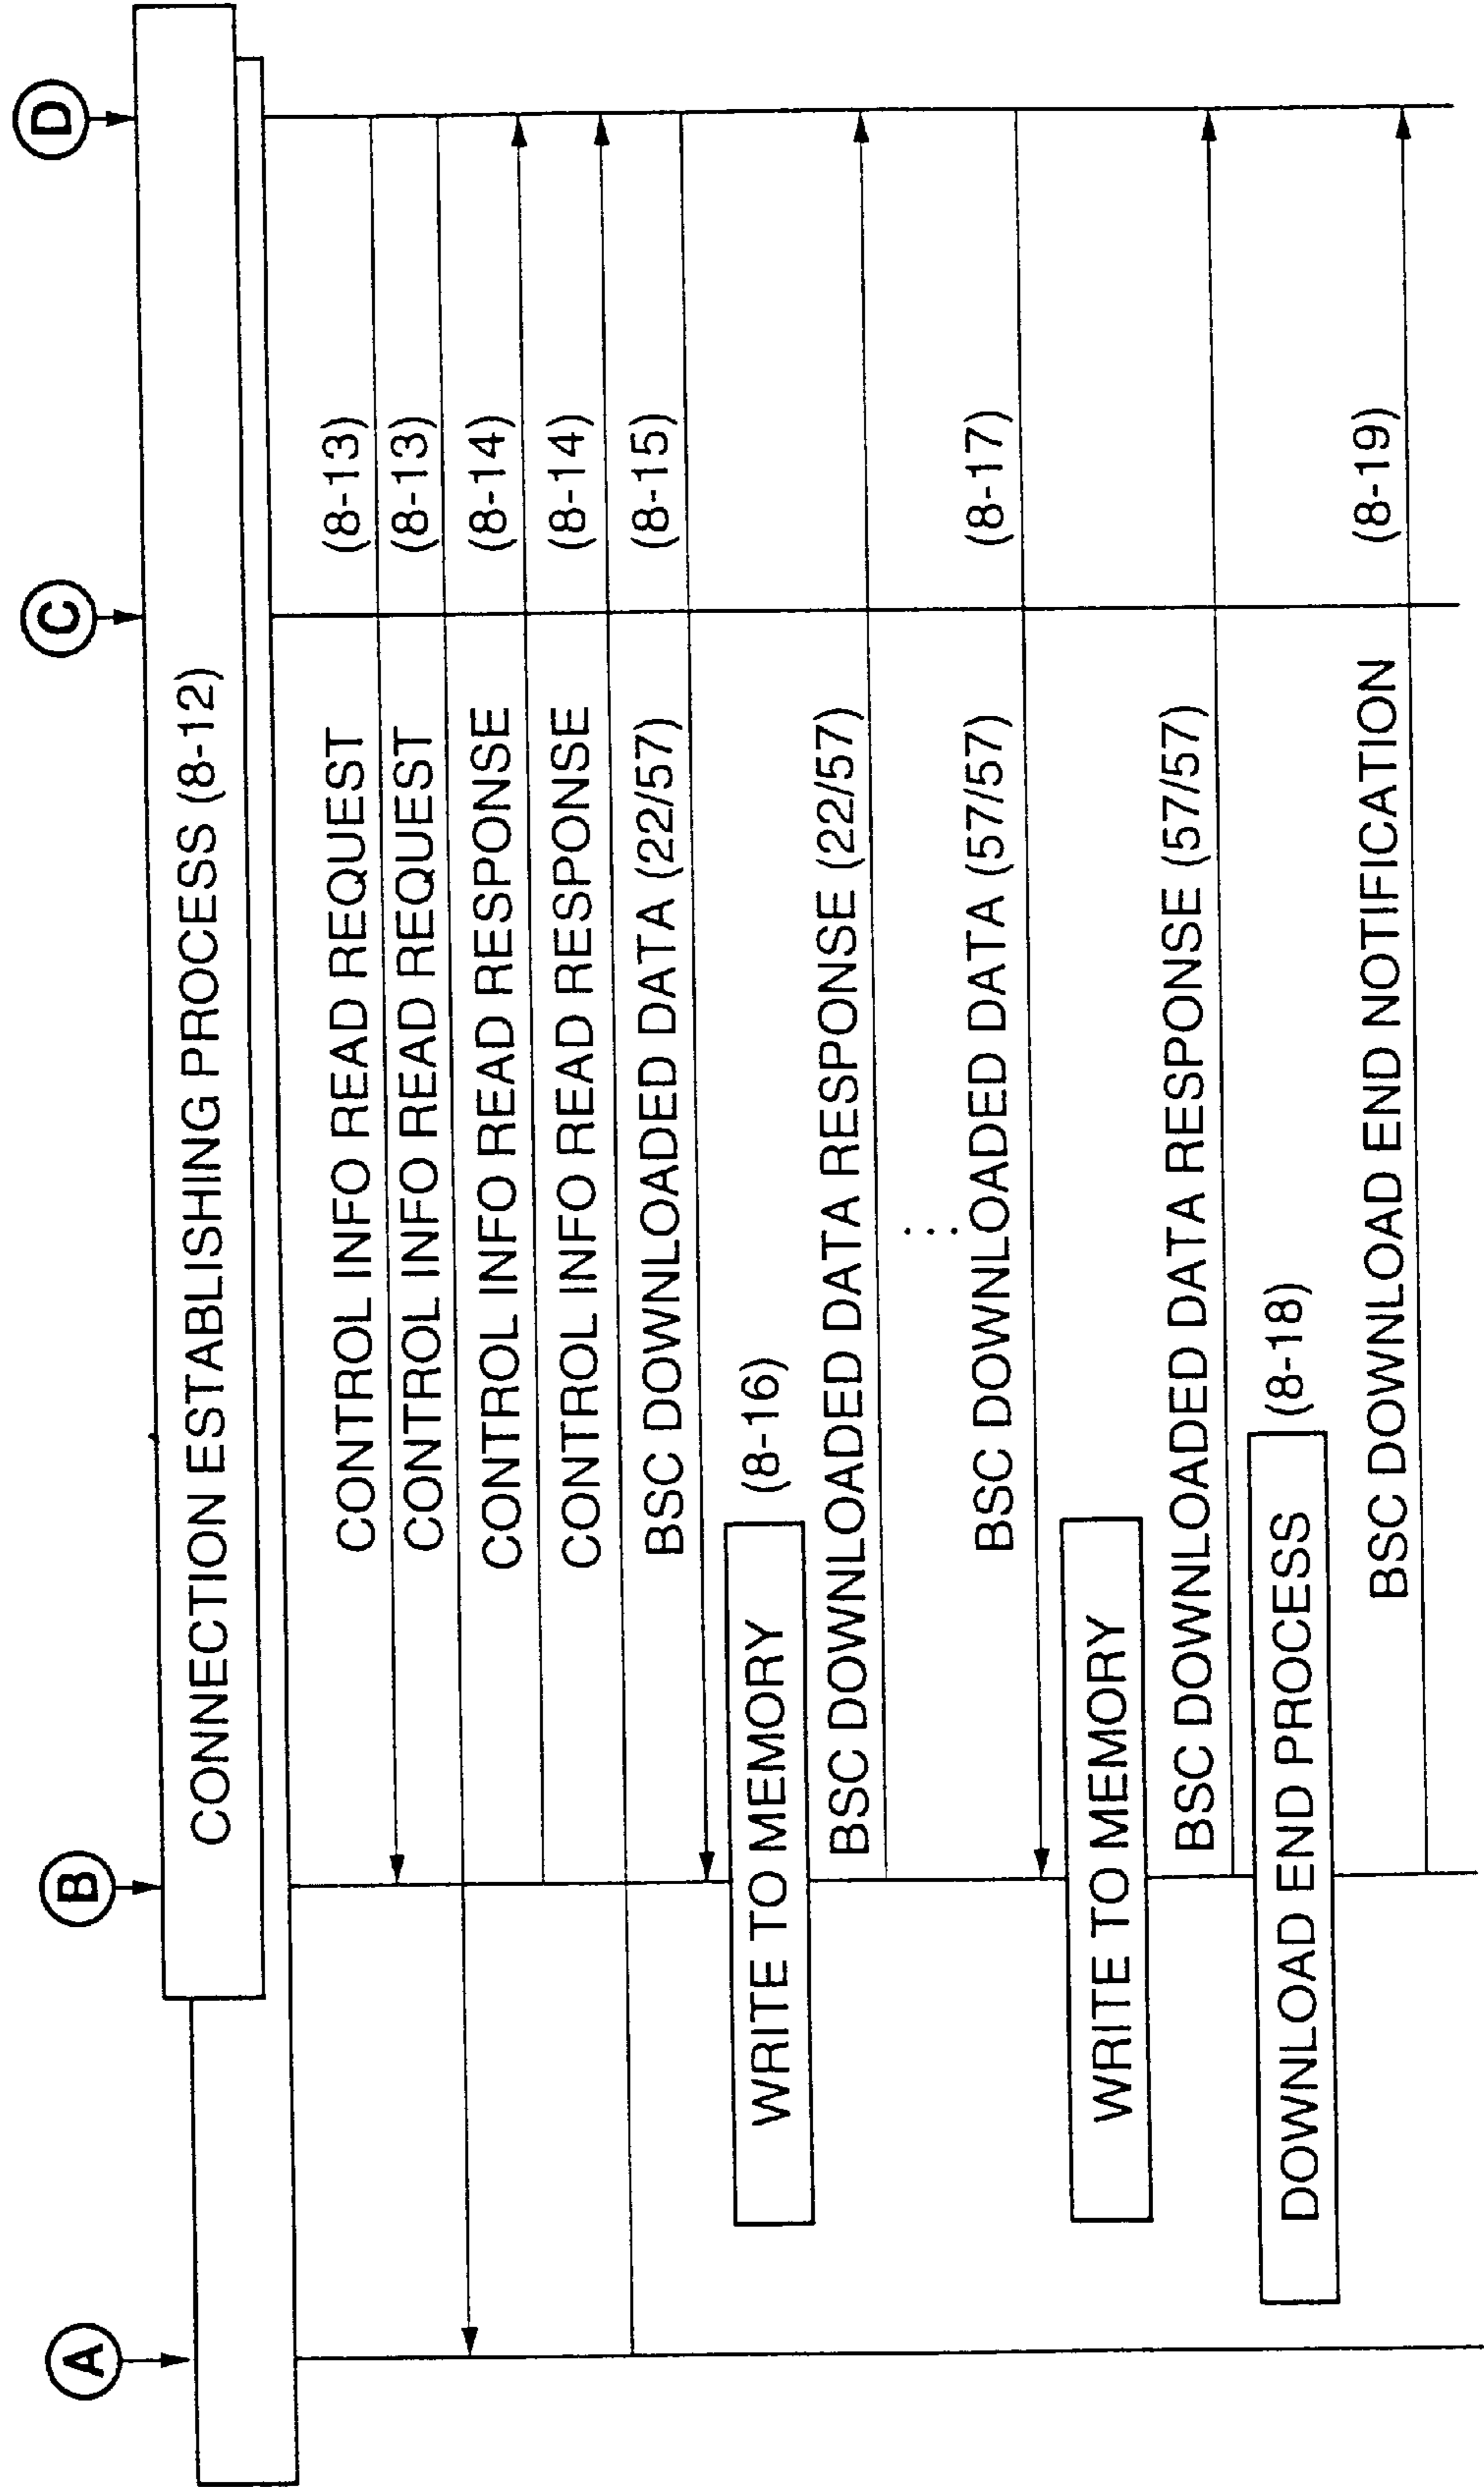 A
B
C
D
CONNECTION ESTABLISHING PROCESS (8-12)
CONTROL INFO READ REQUEST (8-13)
CONTROL INFO READ REQUEST (8-13)
CONTROL INFO READ RESPONSE (8-14)
CONTROL INFO READ RESPONSE (8-14)
BSC DOWNLOADED DATA (22/57) (8-15)
WRITE TO MEMORY (8-16)
BSC DOWNLOADED DATA RESPONSE (22/57)
...
BSC DOWNLOADED DATA (57/57) (8-17)
WRITE TO MEMORY
BSC DOWNLOADED DATA RESPONSE (57/57)
DOWNLOAD END PROCESS (8-18)
BSC DOWNLOAD END NOTIFICATION (8-19)